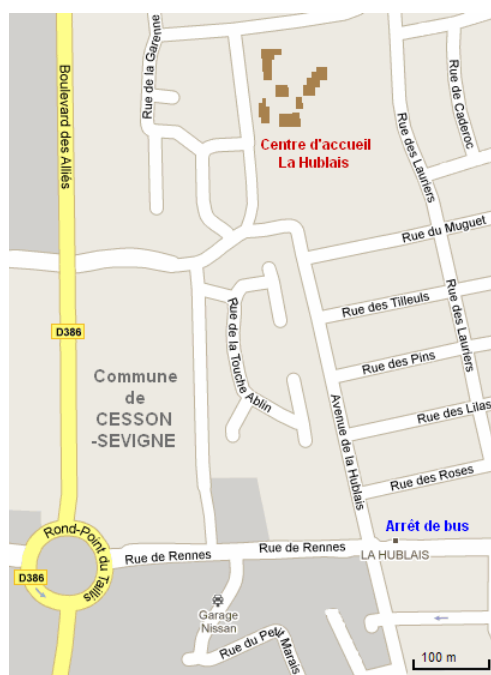 Rue de la Garenne
Boulevard des Alliés
Rue de Caderoc
Centre d'accueil
La Hublais
Rue des Lauriers
Rue du Muguet
Rue des Tilleuls
Rue des Lauriers
D386
Rue de la Touche Ablin
Rue des Pins
Commune
de
CESSON
-SEVIGNE
Avenue de la Hublais
Rue des Lilas
Rue des Roses
Arrêt de bus
Rond-Point du Taillis
Rue de Rennes
Rue de Rennes
LA HUBLAIS
D386
Garage
Nissan
Rue du Petit Marais
100 m